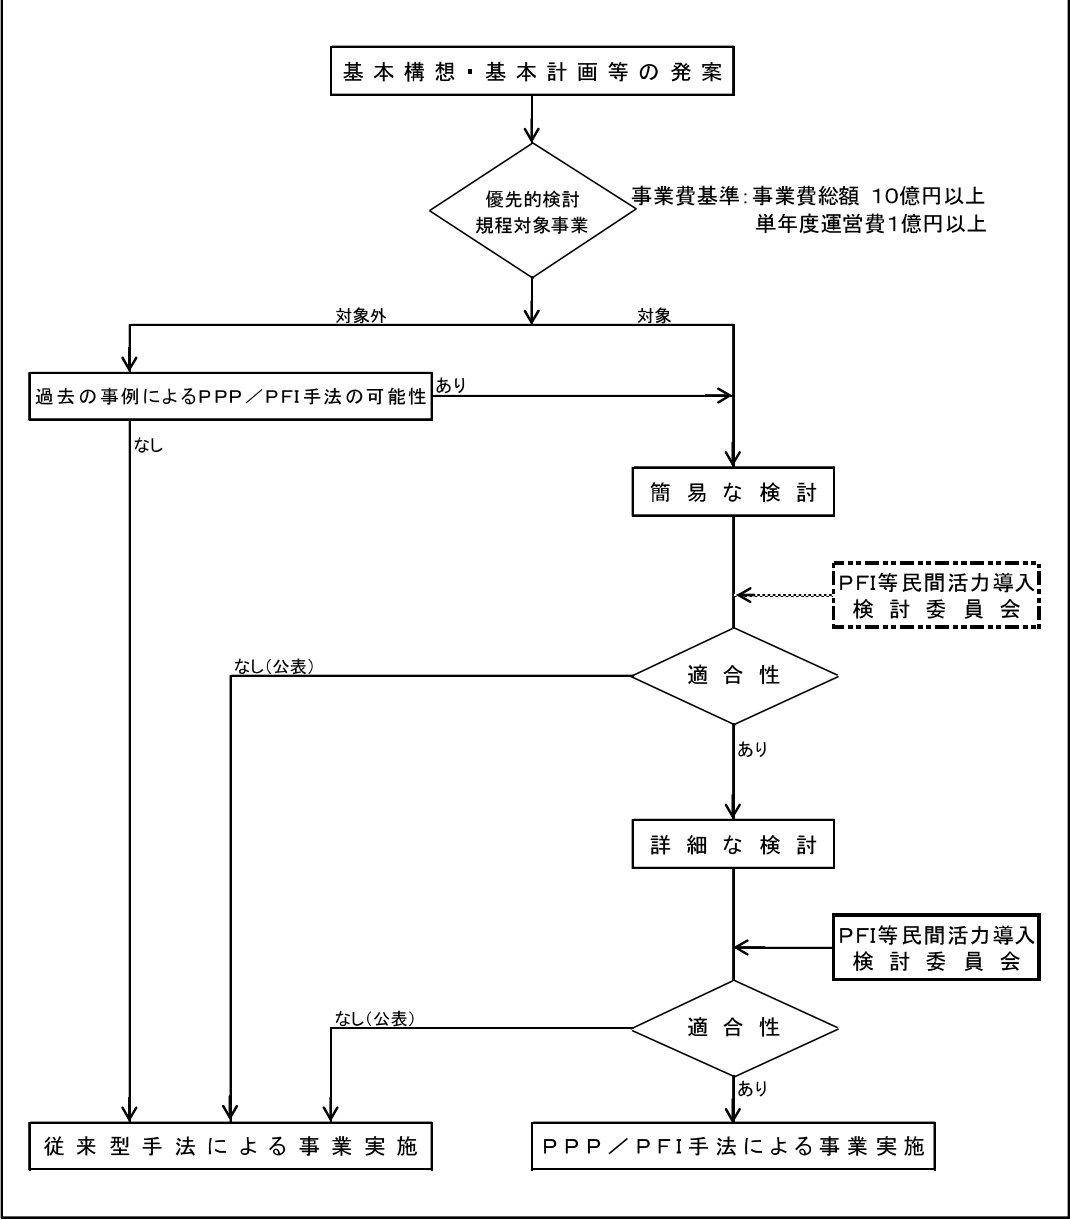 基本構想・基本計画等の発案
優先的検討
規程対象事業
事業費基準：事業費総額 10億円以上
単年度運営費1億円以上
対象外
対象
過去の事例によるPPP／PFI手法の可能性
あり
なし
簡易な検討
PFI等民間活力導入
検討委員会
適合性
なし(公表)
あり
詳細な検討
PFI等民間活力導入
検討委員会
適合性
なし(公表)
あり
従来型手法による事業実施
PPP／PFI手法による事業実施